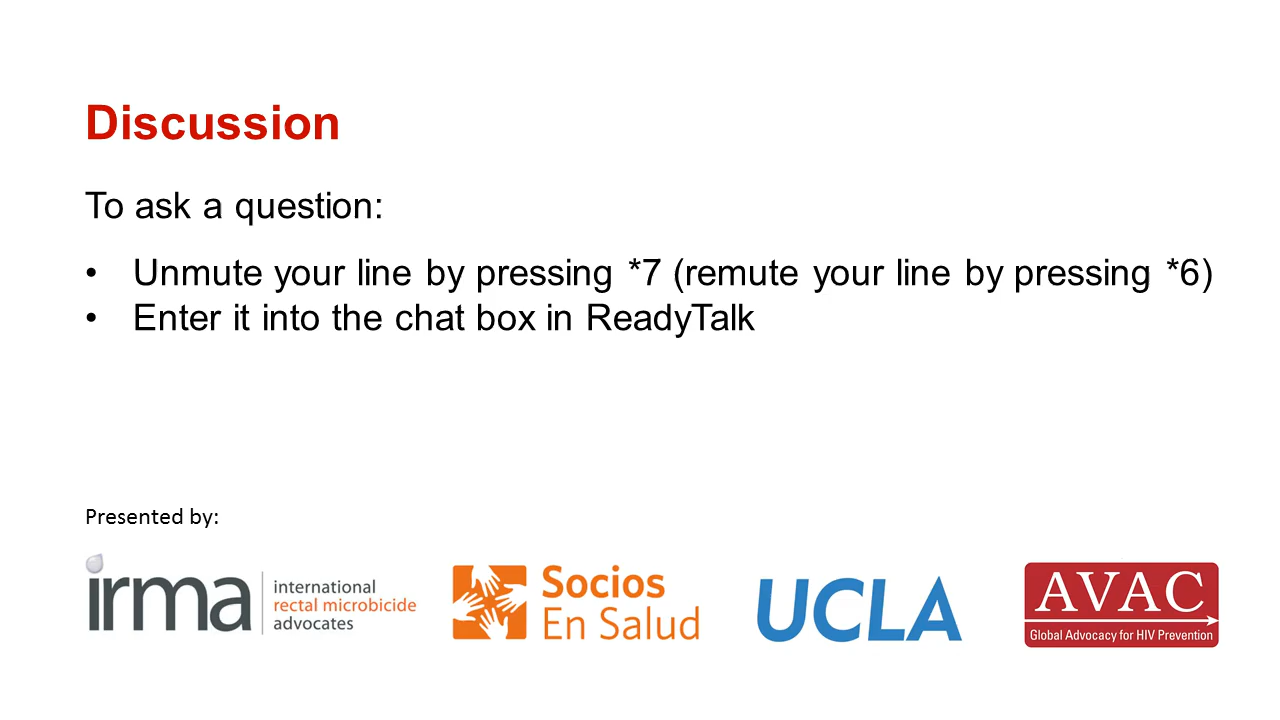 Discussion
To ask a question:
• Unmute your line by pressing *7 (remute your line by pressing *6)
• Enter it into the chat box in ReadyTalk
Presented by:
irma
international
rectal microbicide
advocates
Socios
En Salud
UCLA
AVAC
Global Advocacy for HIV Prevention